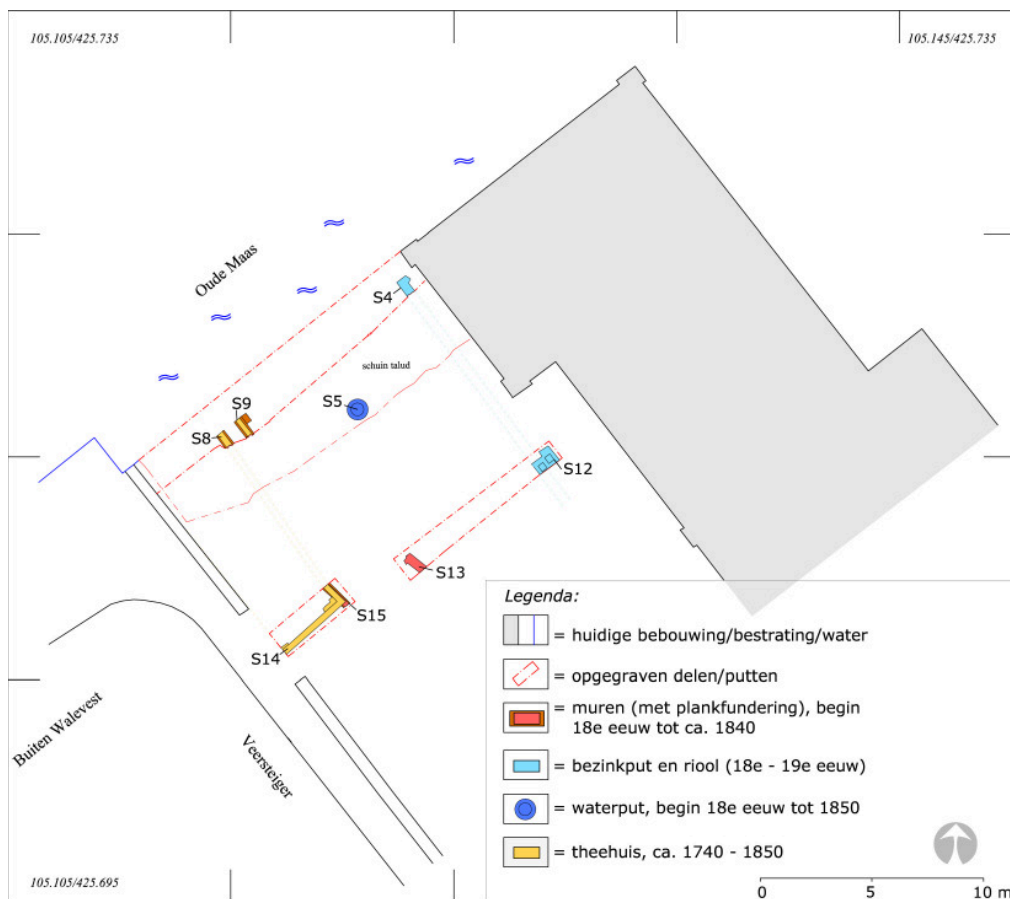 105.105/425.735
105.145/425.735
Oude Maas
S4
schuin talud
S5
S9
S8
S12
S13
S15
S14
Buiten Walevest
Veersteiger
105.105/425.695
Legenda:
= huidige bebouwing/bestrating/water
= opgegraven delen/putten
= muren (met plankfundering), begin
18e eeuw tot ca. 1840
= bezinkput en riool (18e - 19e eeuw)
= waterput, begin 18e eeuw tot 1850
= theehuis, ca. 1740 - 1850
0 5 10 m